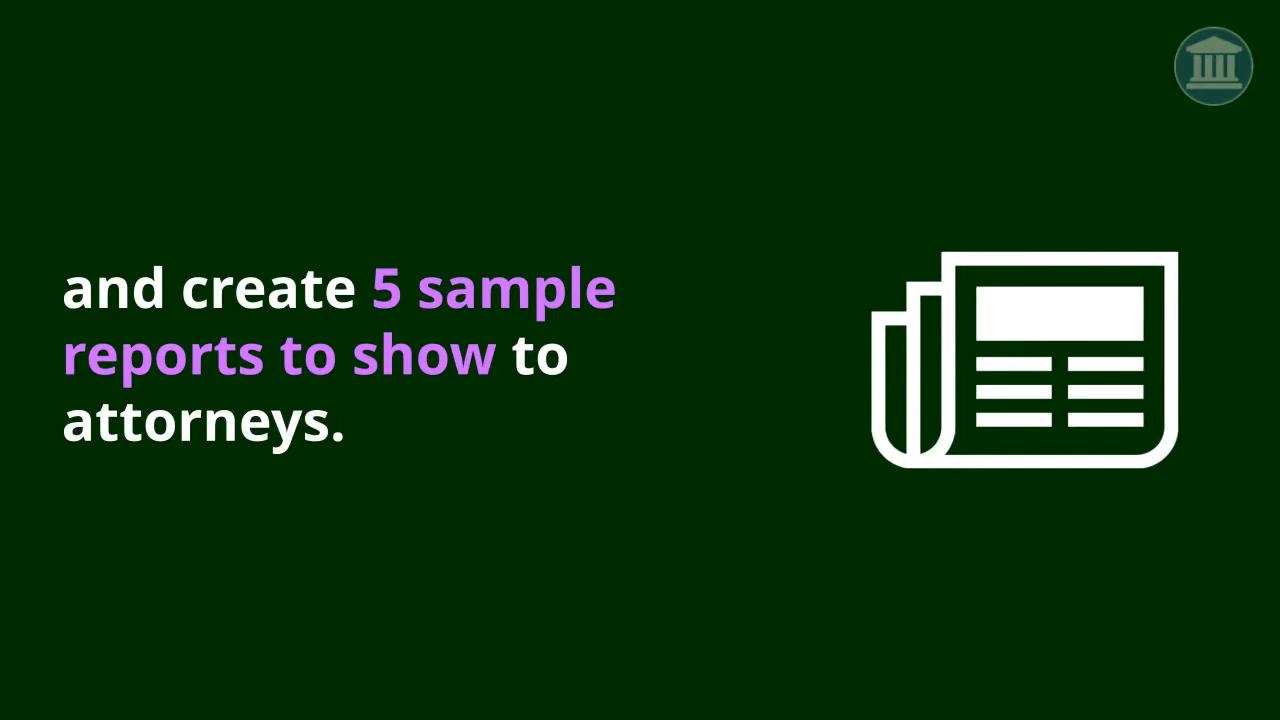 and create 5 sample
reports to show to
attorneys.